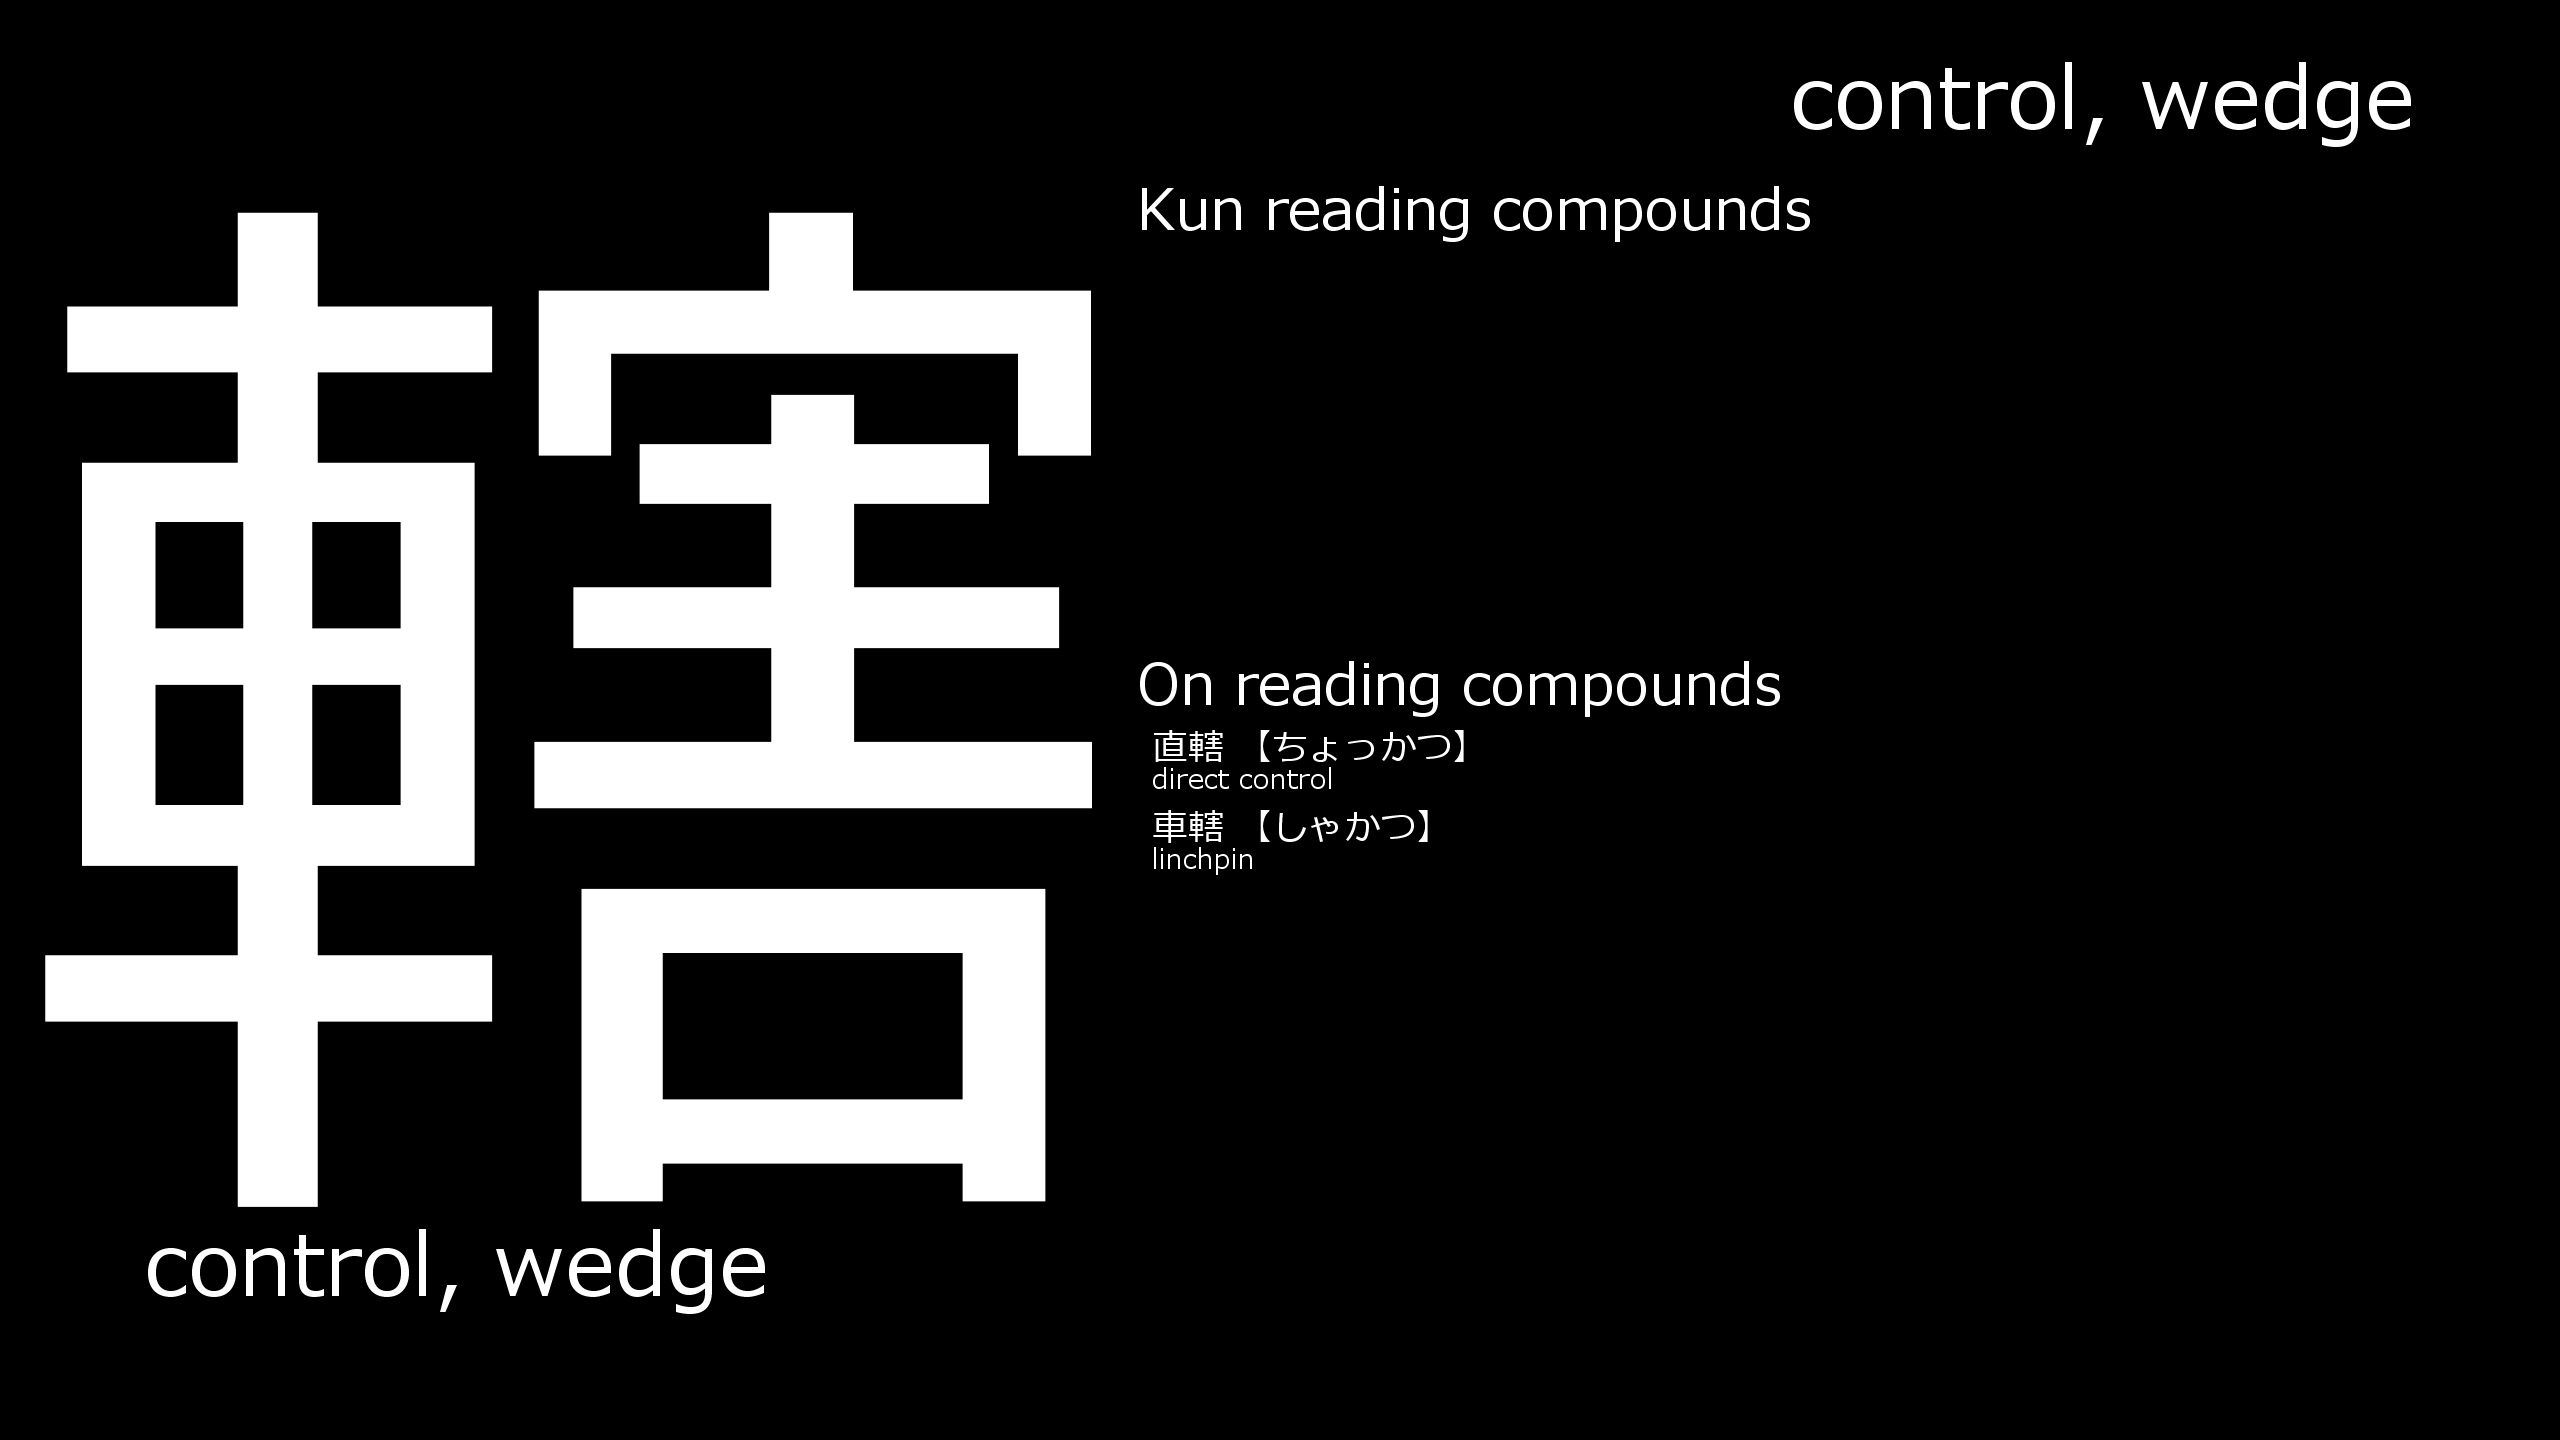 轄
control, wedge
control, wedge
Kun reading compounds
On reading compounds
直轄 【ちょっかつ】
direct control
車轄 【しゃかつ】
linchpin